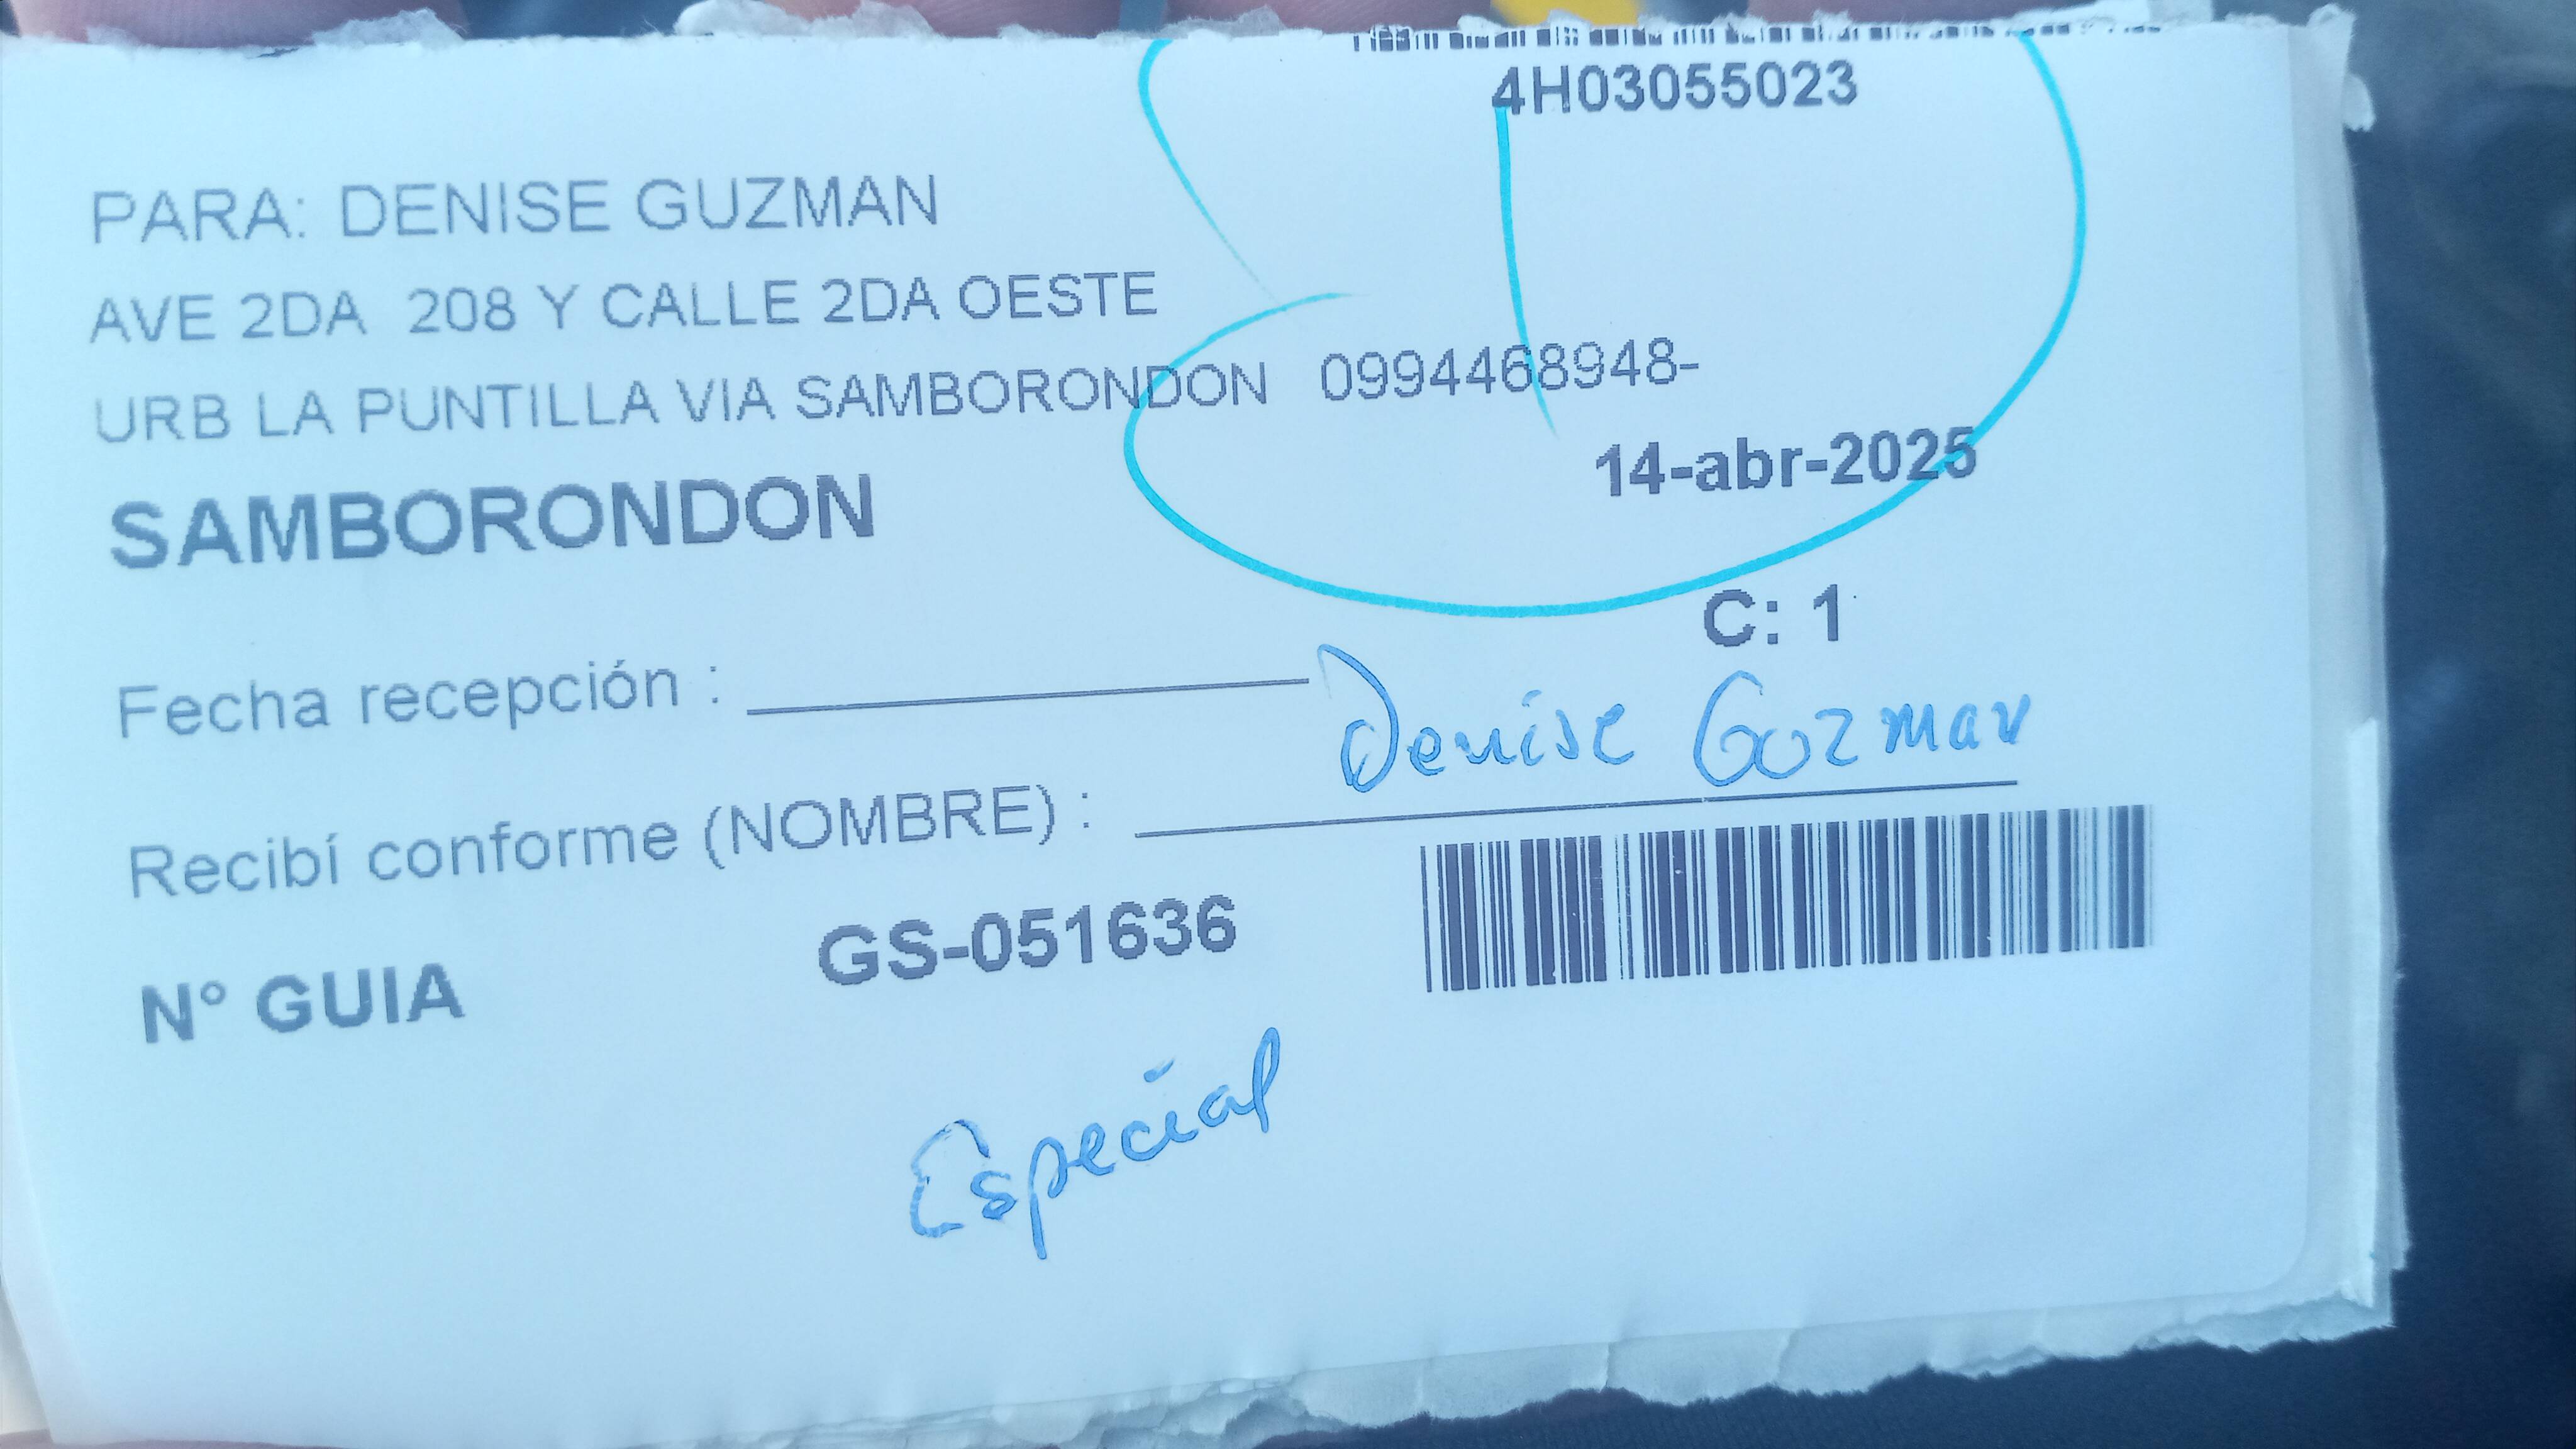 4H03055023
PARA: DENISE GUZMAN
AVE 2DA 208 Y CALLE 2DA OESTE
URB LA PUNTILLA VIA SAMBORONDON 0994468948-
14-abr-2025
SAMBORONDON
C: 1
Fecha recepción :
Denise Guzman
Recibí conforme (NOMBRE) :
N° GUIA GS-051636
Especial